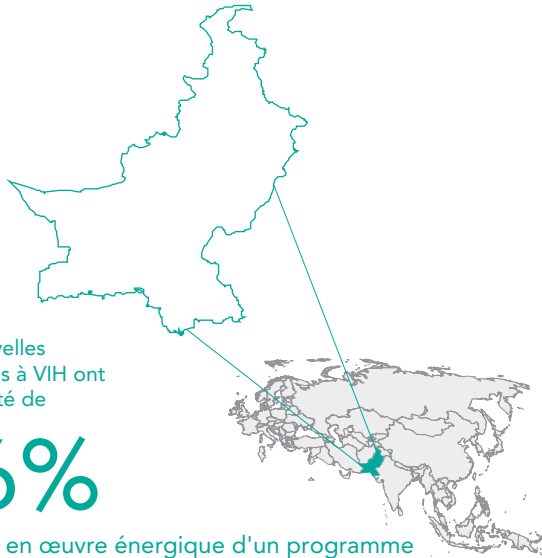 velles
s à VIH ont
té de
6%
en œuvre énergique d'un programme